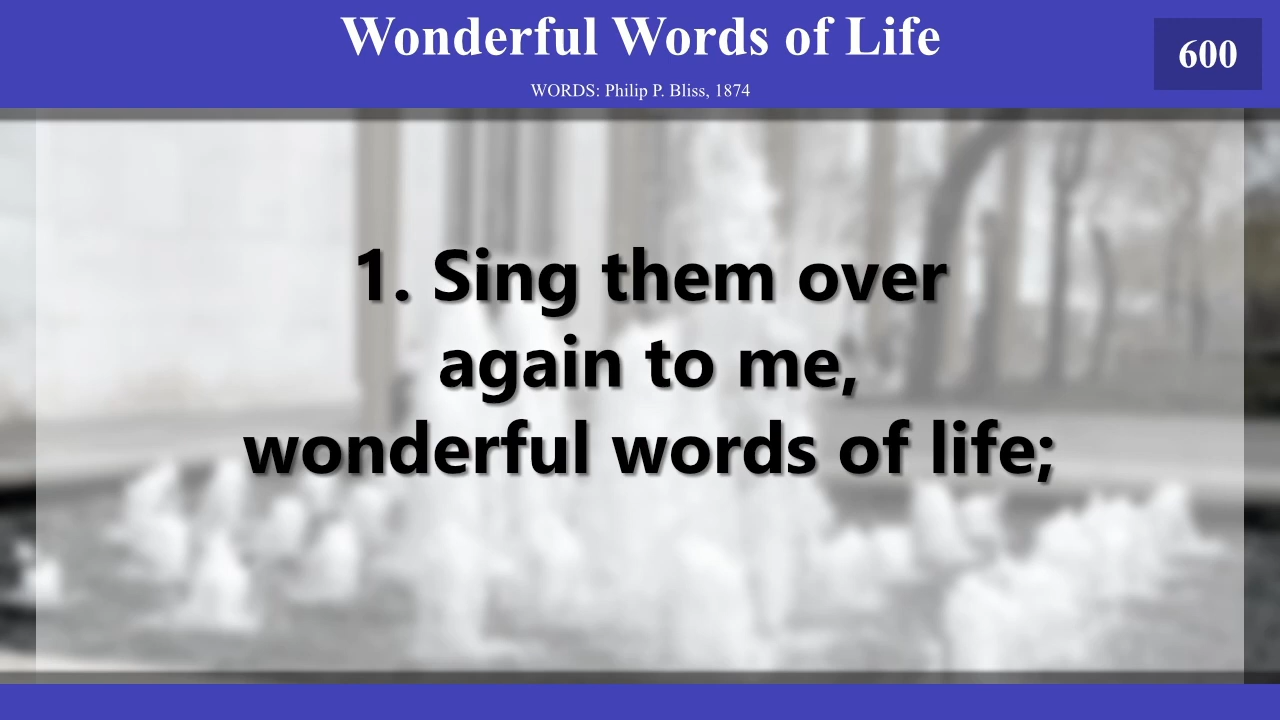 Wonderful Words of Life
600
WORDS: Philip P. Bliss, 1874
1. Sing them over
again to me,
wonderful words of life;